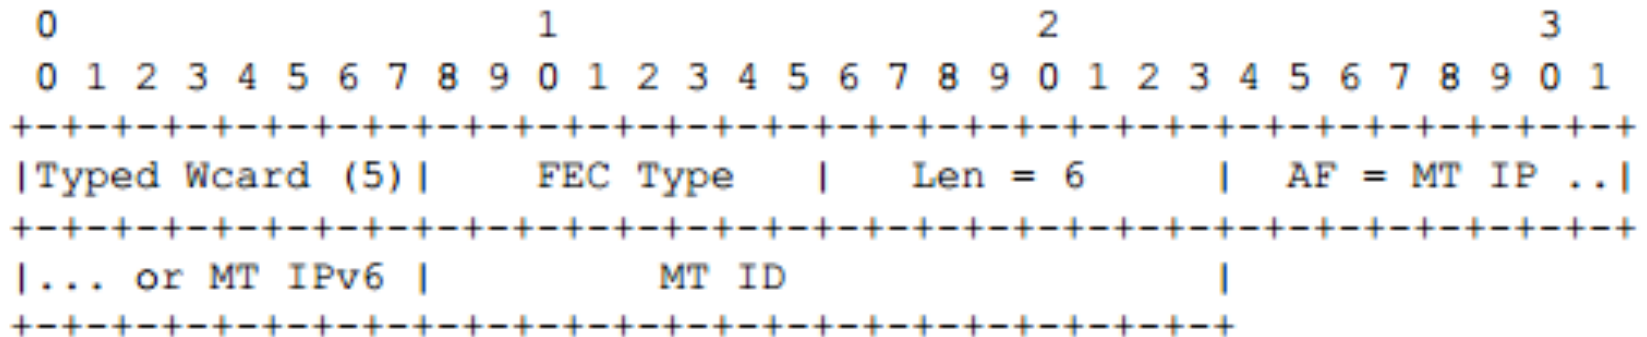 0                   1                   2                   3
0 1 2 3 4 5 6 7 8 9 0 1 2 3 4 5 6 7 8 9 0 1 2 3 4 5 6 7 8 9 0 1
+-+-+-+-+-+-+-+-+-+-+-+-+-+-+-+-+-+-+-+-+-+-+-+-+-+-+-+-+-+-+-+-+
|Typed Wcard (5)|    FEC Type   |   Len = 6     |  AF = MT IP ..|
+-+-+-+-+-+-+-+-+-+-+-+-+-+-+-+-+-+-+-+-+-+-+-+-+-+-+-+-+-+-+-+-+
|... or MT IPv6 |         MT ID                 |
+-+-+-+-+-+-+-+-+-+-+-+-+-+-+-+-+-+-+-+-+-+-+-+-+